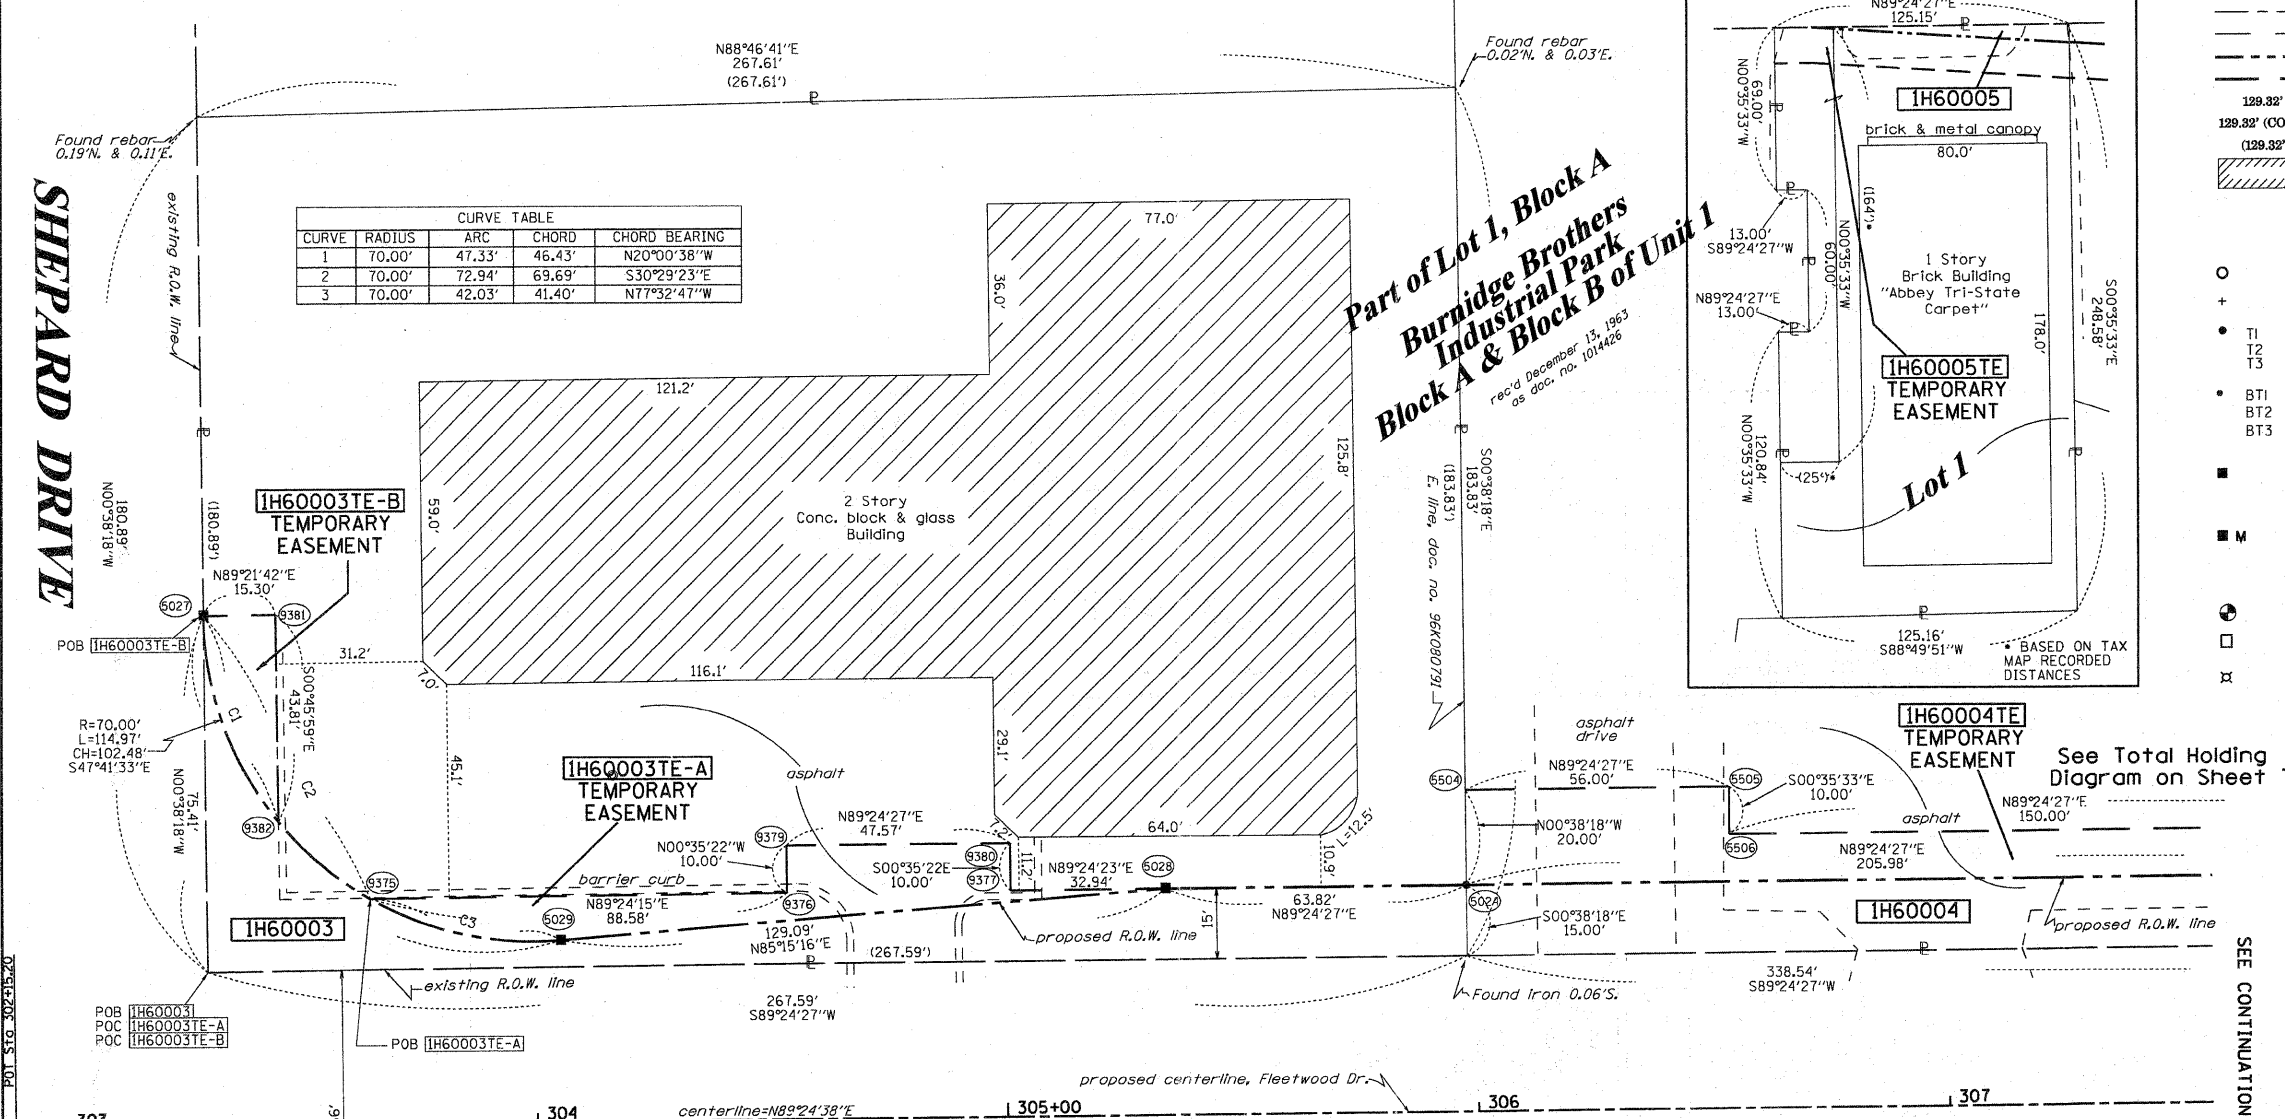 N88°46'41"E
267.61'
(267.61')
Found rebar
0.02'N. & 0.03'E.
Found rebar
0.19'N. & 0.11'E.
SHEPARD DRIVE
existing R.O.W. line
CURVE TABLE
CURVE RADIUS ARC CHORD CHORD BEARING
1 70.00' 47.33' 46.43' N20°00'38"W
2 70.00' 72.94' 69.69' S30°29'23"E
3 70.00' 42.03' 41.40' N77°32'47"W
77.0'
36.0'
121.2'
125.8'
59.0'
2 Story
Conc. block & glass
Building
116.1'
7.0'
31.2'
45.1'
29.1'
7.2'
11.2'
64.0'
L=12.5'
10.9'
Part of Lot 1, Block A
Burnidge Brothers
Industrial Park
Block A & Block B of Unit 1
rec'd December 13, 1963
as doc. no. 1014426
S00°38'18"E
183.83'
(183.83')
E. line, doc. no. 96K080791
180.89'
N00°38'18"W
(180.89')
1H60003TE-B
TEMPORARY
EASEMENT
N89°21'42"E
15.30'
5027
9381
POB 1H60003TE-B
S00°45'59"E
43.81'
C1
C2
C3
R=70.00'
L=114.97'
CH=102.48'
S47°41'33"E
75.41'
N00°38'18"W
9382
9375
1H60003TE-A
TEMPORARY
EASEMENT
asphalt
N89°24'27"E
47.57'
9379
N00°35'22"W
10.00'
S00°35'22E
10.00'
9380
9377
N89°24'23"E
32.94'
5028
barrier curb
N89°24'15"E
88.58'
9376
5029
129.09'
N85°15'16"E
(267.59')
proposed R.O.W. line
15'
63.82'
N89°24'27"E
1H60003
existing R.O.W. line
267.59'
S89°24'27"W
POB 1H60003
POC 1H60003TE-A
POC 1H60003TE-B
POB 1H60003TE-A
POT Sta 302+15.20
5504
N89°24'27"E
56.00'
asphalt
drive
5505
S00°35'33"E
10.00'
N00°38'18"W
20.00'
5506
S00°38'18"E
15.00'
Found iron 0.06'S.
1H60004TE
TEMPORARY
EASEMENT
See Total Holding
Diagram on Sheet
N89°24'27"E
150.00'
asphalt
N89°24'27"E
205.98'
1H60004
proposed R.O.W. line
338.54'
S89°24'27"W
SEE CONTINUATION
proposed centerline, Fleetwood Dr.
centerline=N89°24'38"E
303
304
305+00
306
307
N89°24'27"E
125.15'
69.00'
N00°35'33"W
1H60005
brick & metal canopy
80.0'
(164')•
13.00'
S89°24'27"W
N00°35'33"W
60.00'
N89°24'27"E
13.00'
1 Story
Brick Building
"Abbey Tri-State
Carpet"
178.0'
S00°35'33"E
248.58'
1H60005TE
TEMPORARY
EASEMENT
120.84'
N00°35'33"W
(25')•
Lot 1
125.16'
S88°49'51"W
• BASED ON TAX
MAP RECORDED
DISTANCES
129.32'
129.32' (CO
(129.32'
T1
T2
T3
BT1
BT2
BT3
M